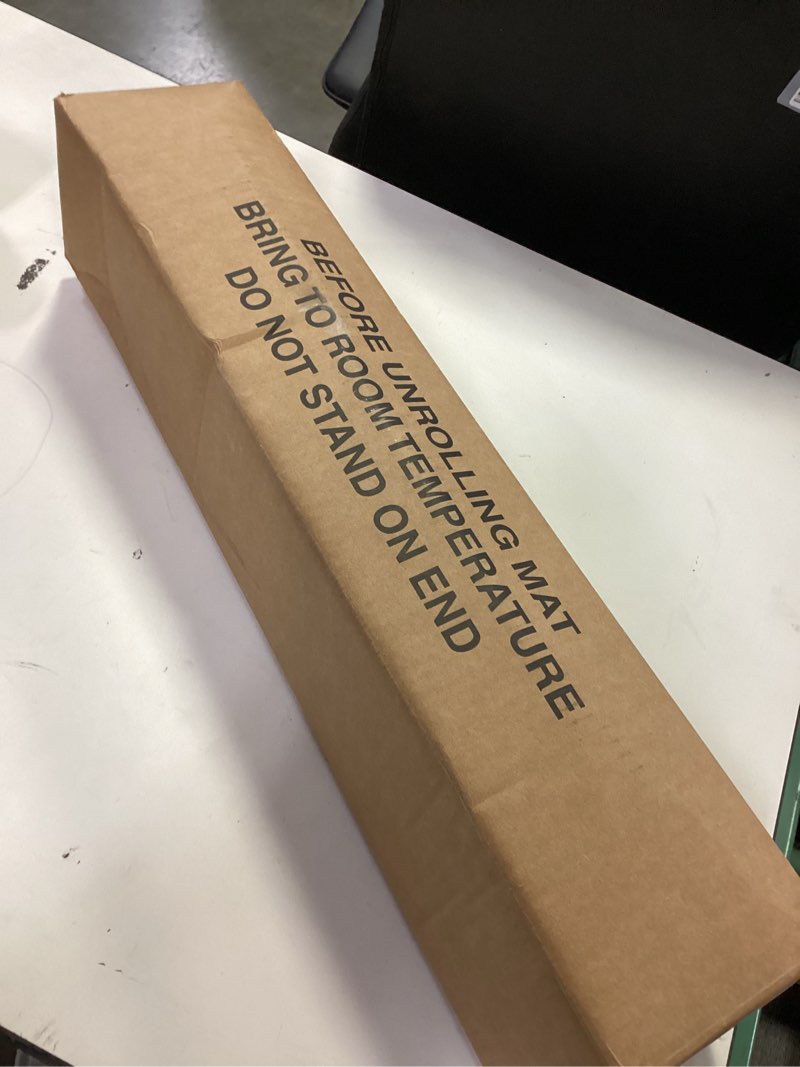 BEFORE UNROLLING MAT
BRING TO ROOM TEMPERATURE
DO NOT STAND ON END